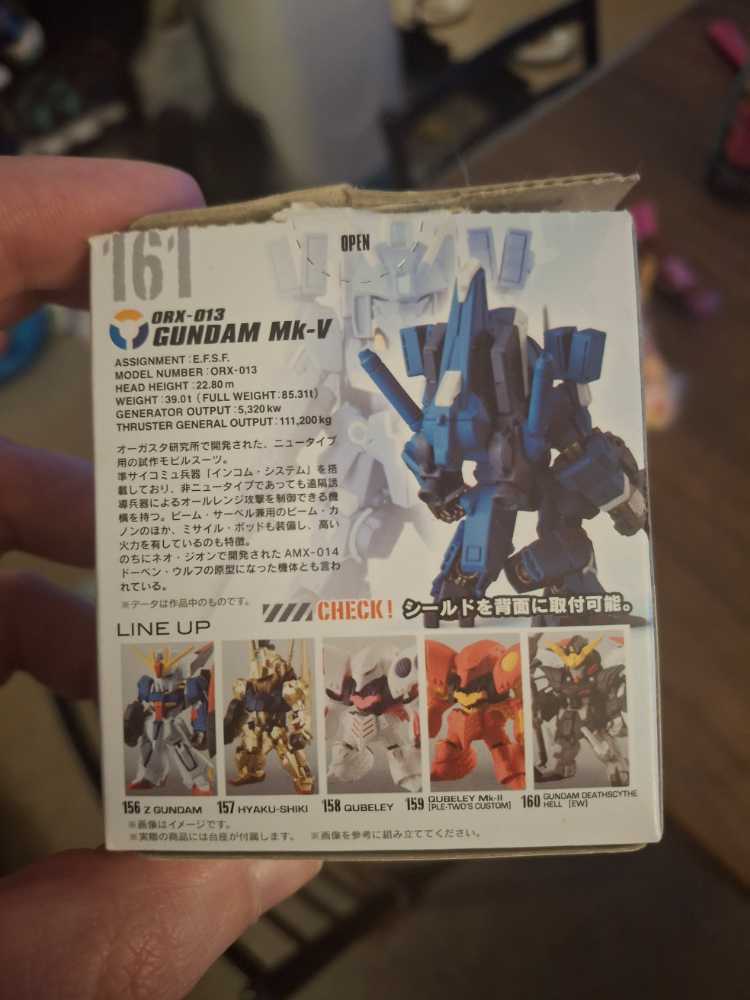 161
OPEN
ORX-013
GUNDAM Mk-V
ASSIGNMENT : E.F.S.F.
MODEL NUMBER : ORX-013
HEAD HEIGHT : 22.80 m
WEIGHT : 39.0 t ( FULL WEIGHT : 85.31 t )
GENERATOR OUTPUT : 5,320 kw
THRUSTER GENERAL OUTPUT : 111,200 kg
オーガスタ研究所で開発された、ニュータイプ
用の試作モビルスーツ。
準サイコミュ兵器「インコム・システム」を搭
載しており、非ニュータイプであっても遠隔誘
導兵器によるオールレンジ攻撃を制御できる機
構を持つ。ビーム・サーベル兼用のビーム・カ
ノンのほか、ミサイル・ポッドも装備し、高い
火力を有しているのも特徴。
のちにネオ・ジオンで開発された AMX-014
ドーベン・ウルフの原型になった機体とも言わ
れている。
※データは作品中のものです。
CHECK! シールドを背面に取付可能。
LINE UP
156 Z GUNDAM
157 HYAKU-SHIKI
158 QUBELEY
159 QUBELEY Mk-II [PLE-TWO'S CUSTOM]
160 GUNDAM DEATHSCYTHE HELL [EW]
※画像はイメージです。
※実際の商品には台座が付属します。 ※画像を参考に組み立ててください。